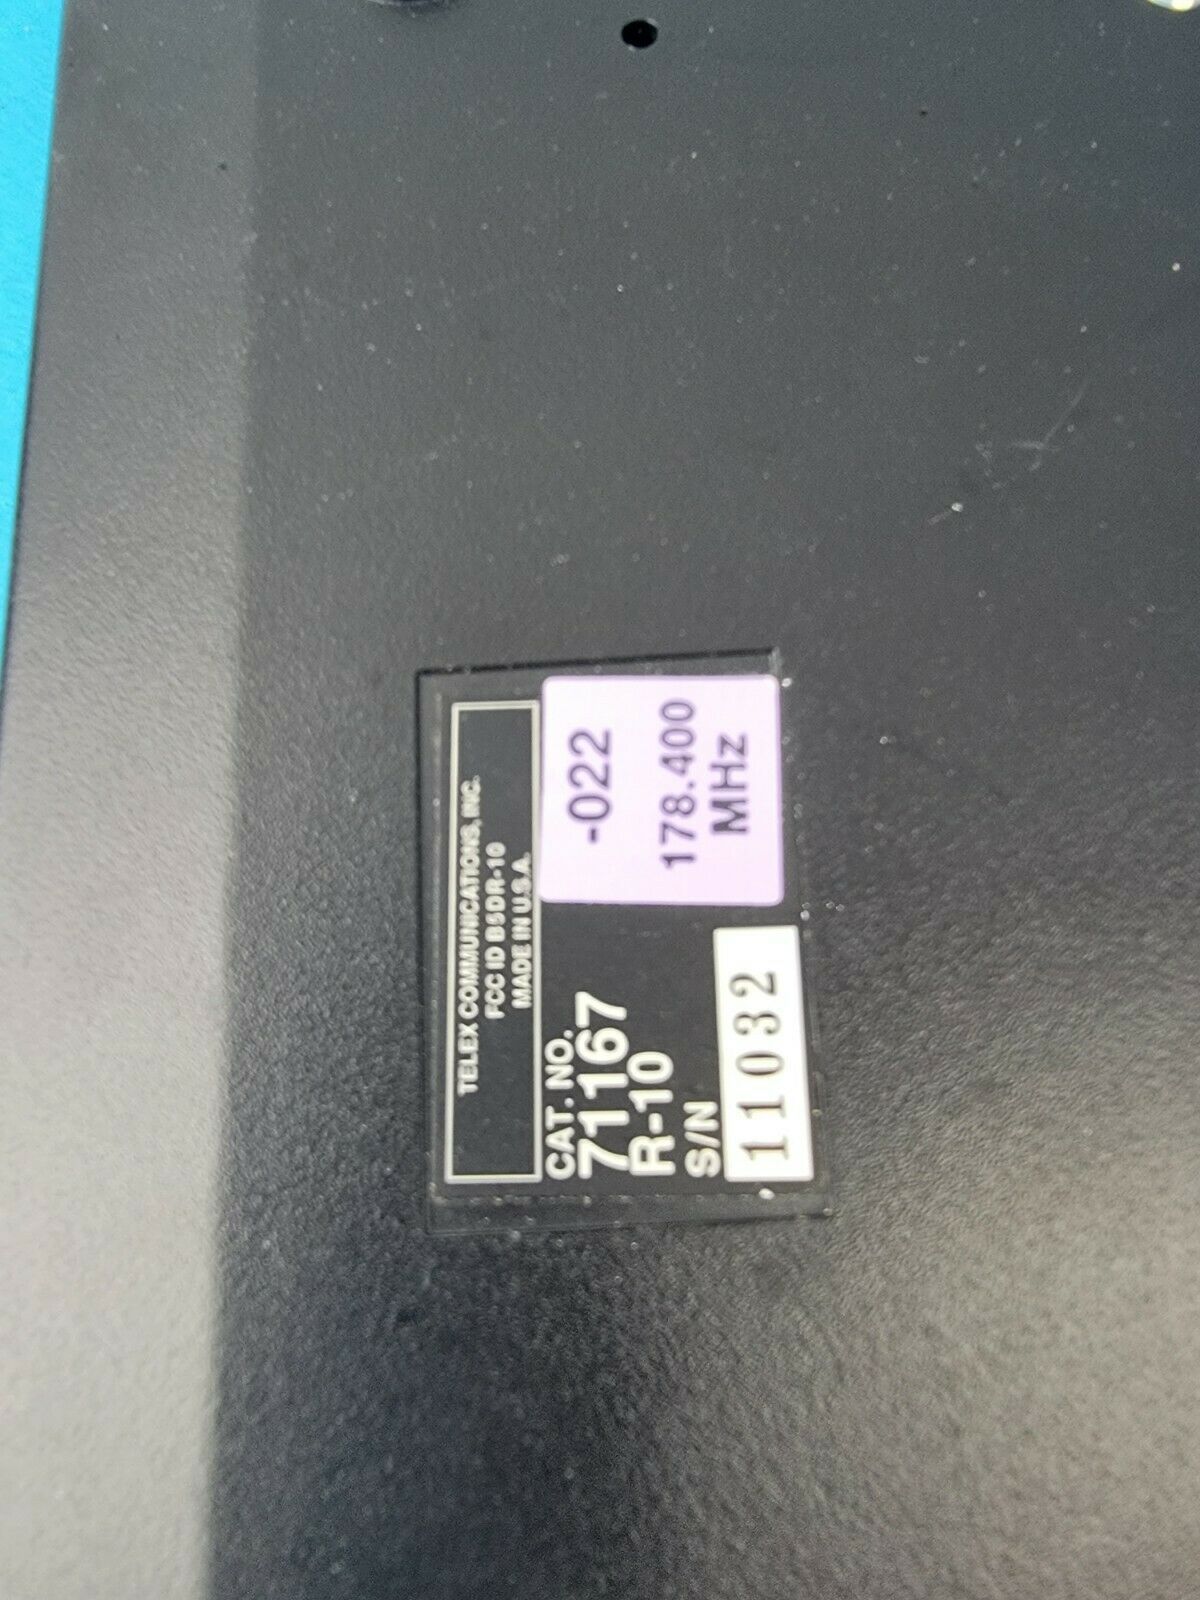 TELEX COMMUNICATIONS, INC.
FCC ID B5DR-10
MADE IN U.S.A.
CAT. NO.
71167
R-10
S/N
11032
-022
178.400
MHz